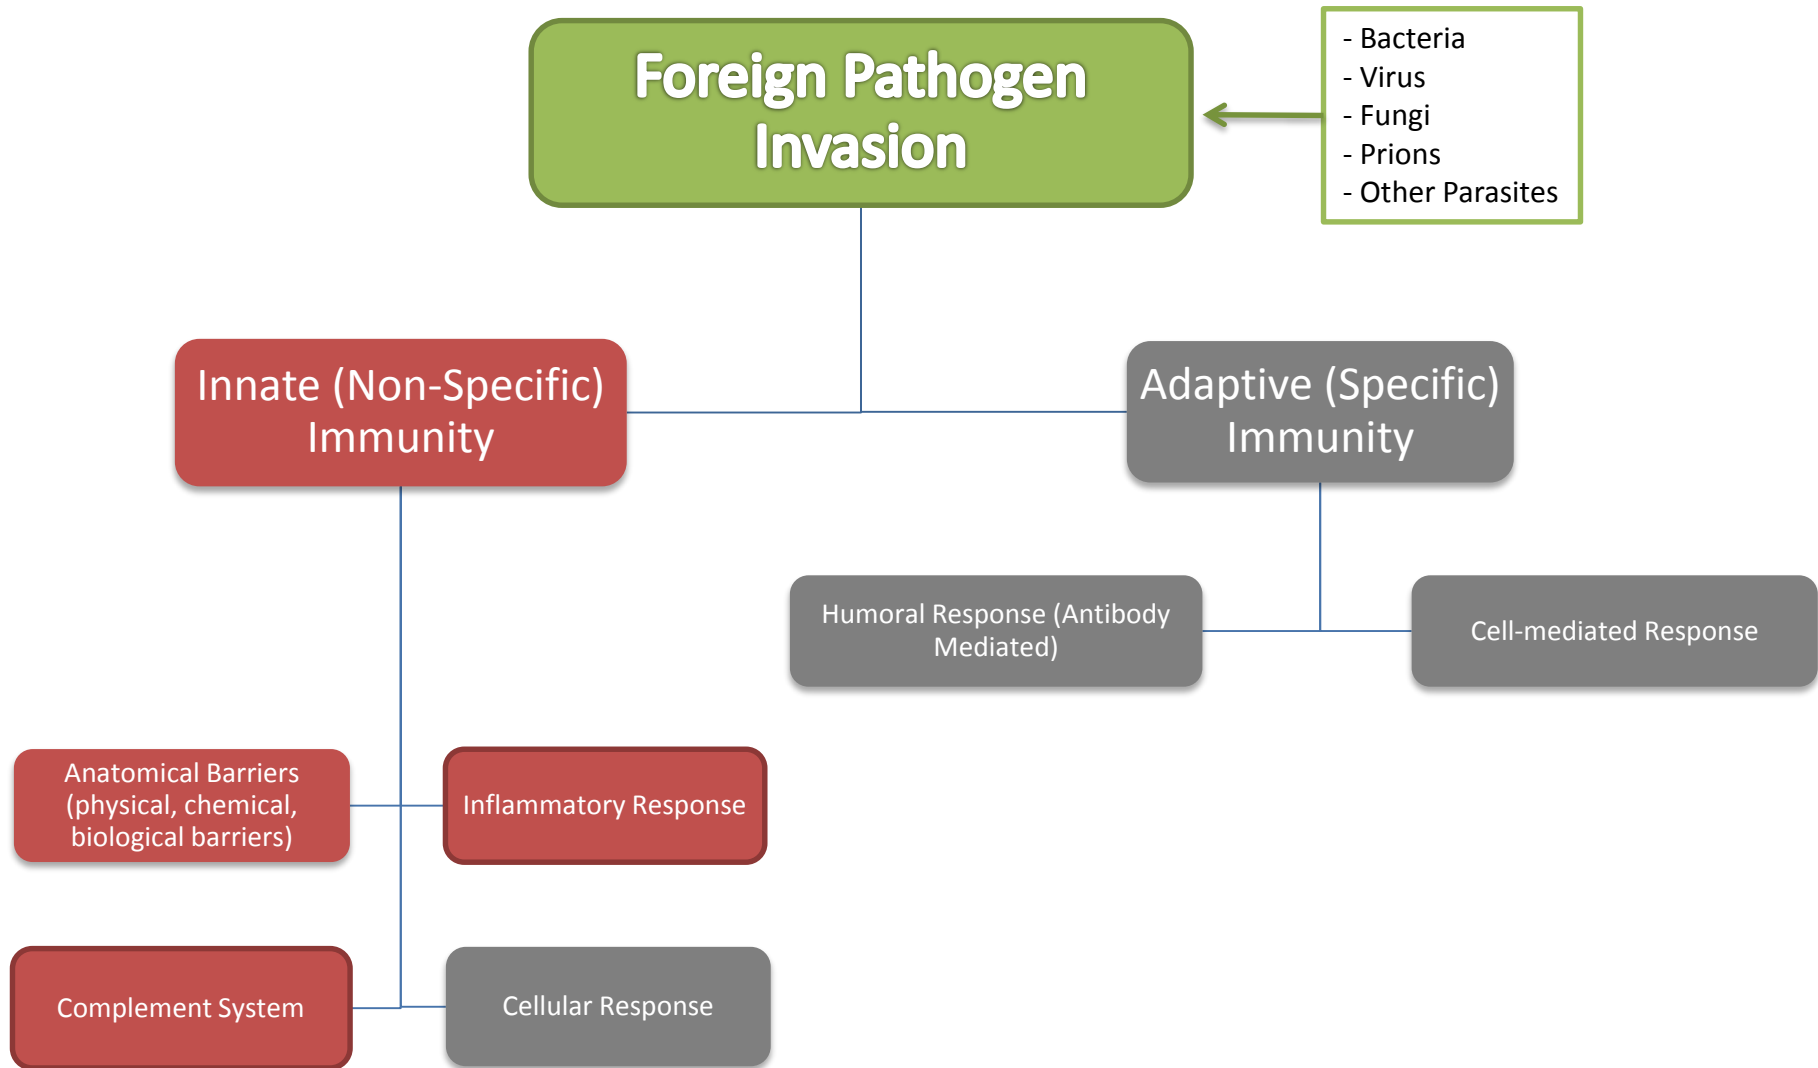 Foreign Pathogen
Invasion
- Bacteria
- Virus
- Fungi
- Prions
- Other Parasites
Innate (Non-Specific)
Immunity
Adaptive (Specific)
Immunity
Humoral Response (Antibody
Mediated)
Cell-mediated Response
Anatomical Barriers
(physical, chemical,
biological barriers)
Inflammatory Response
Complement System
Cellular Response